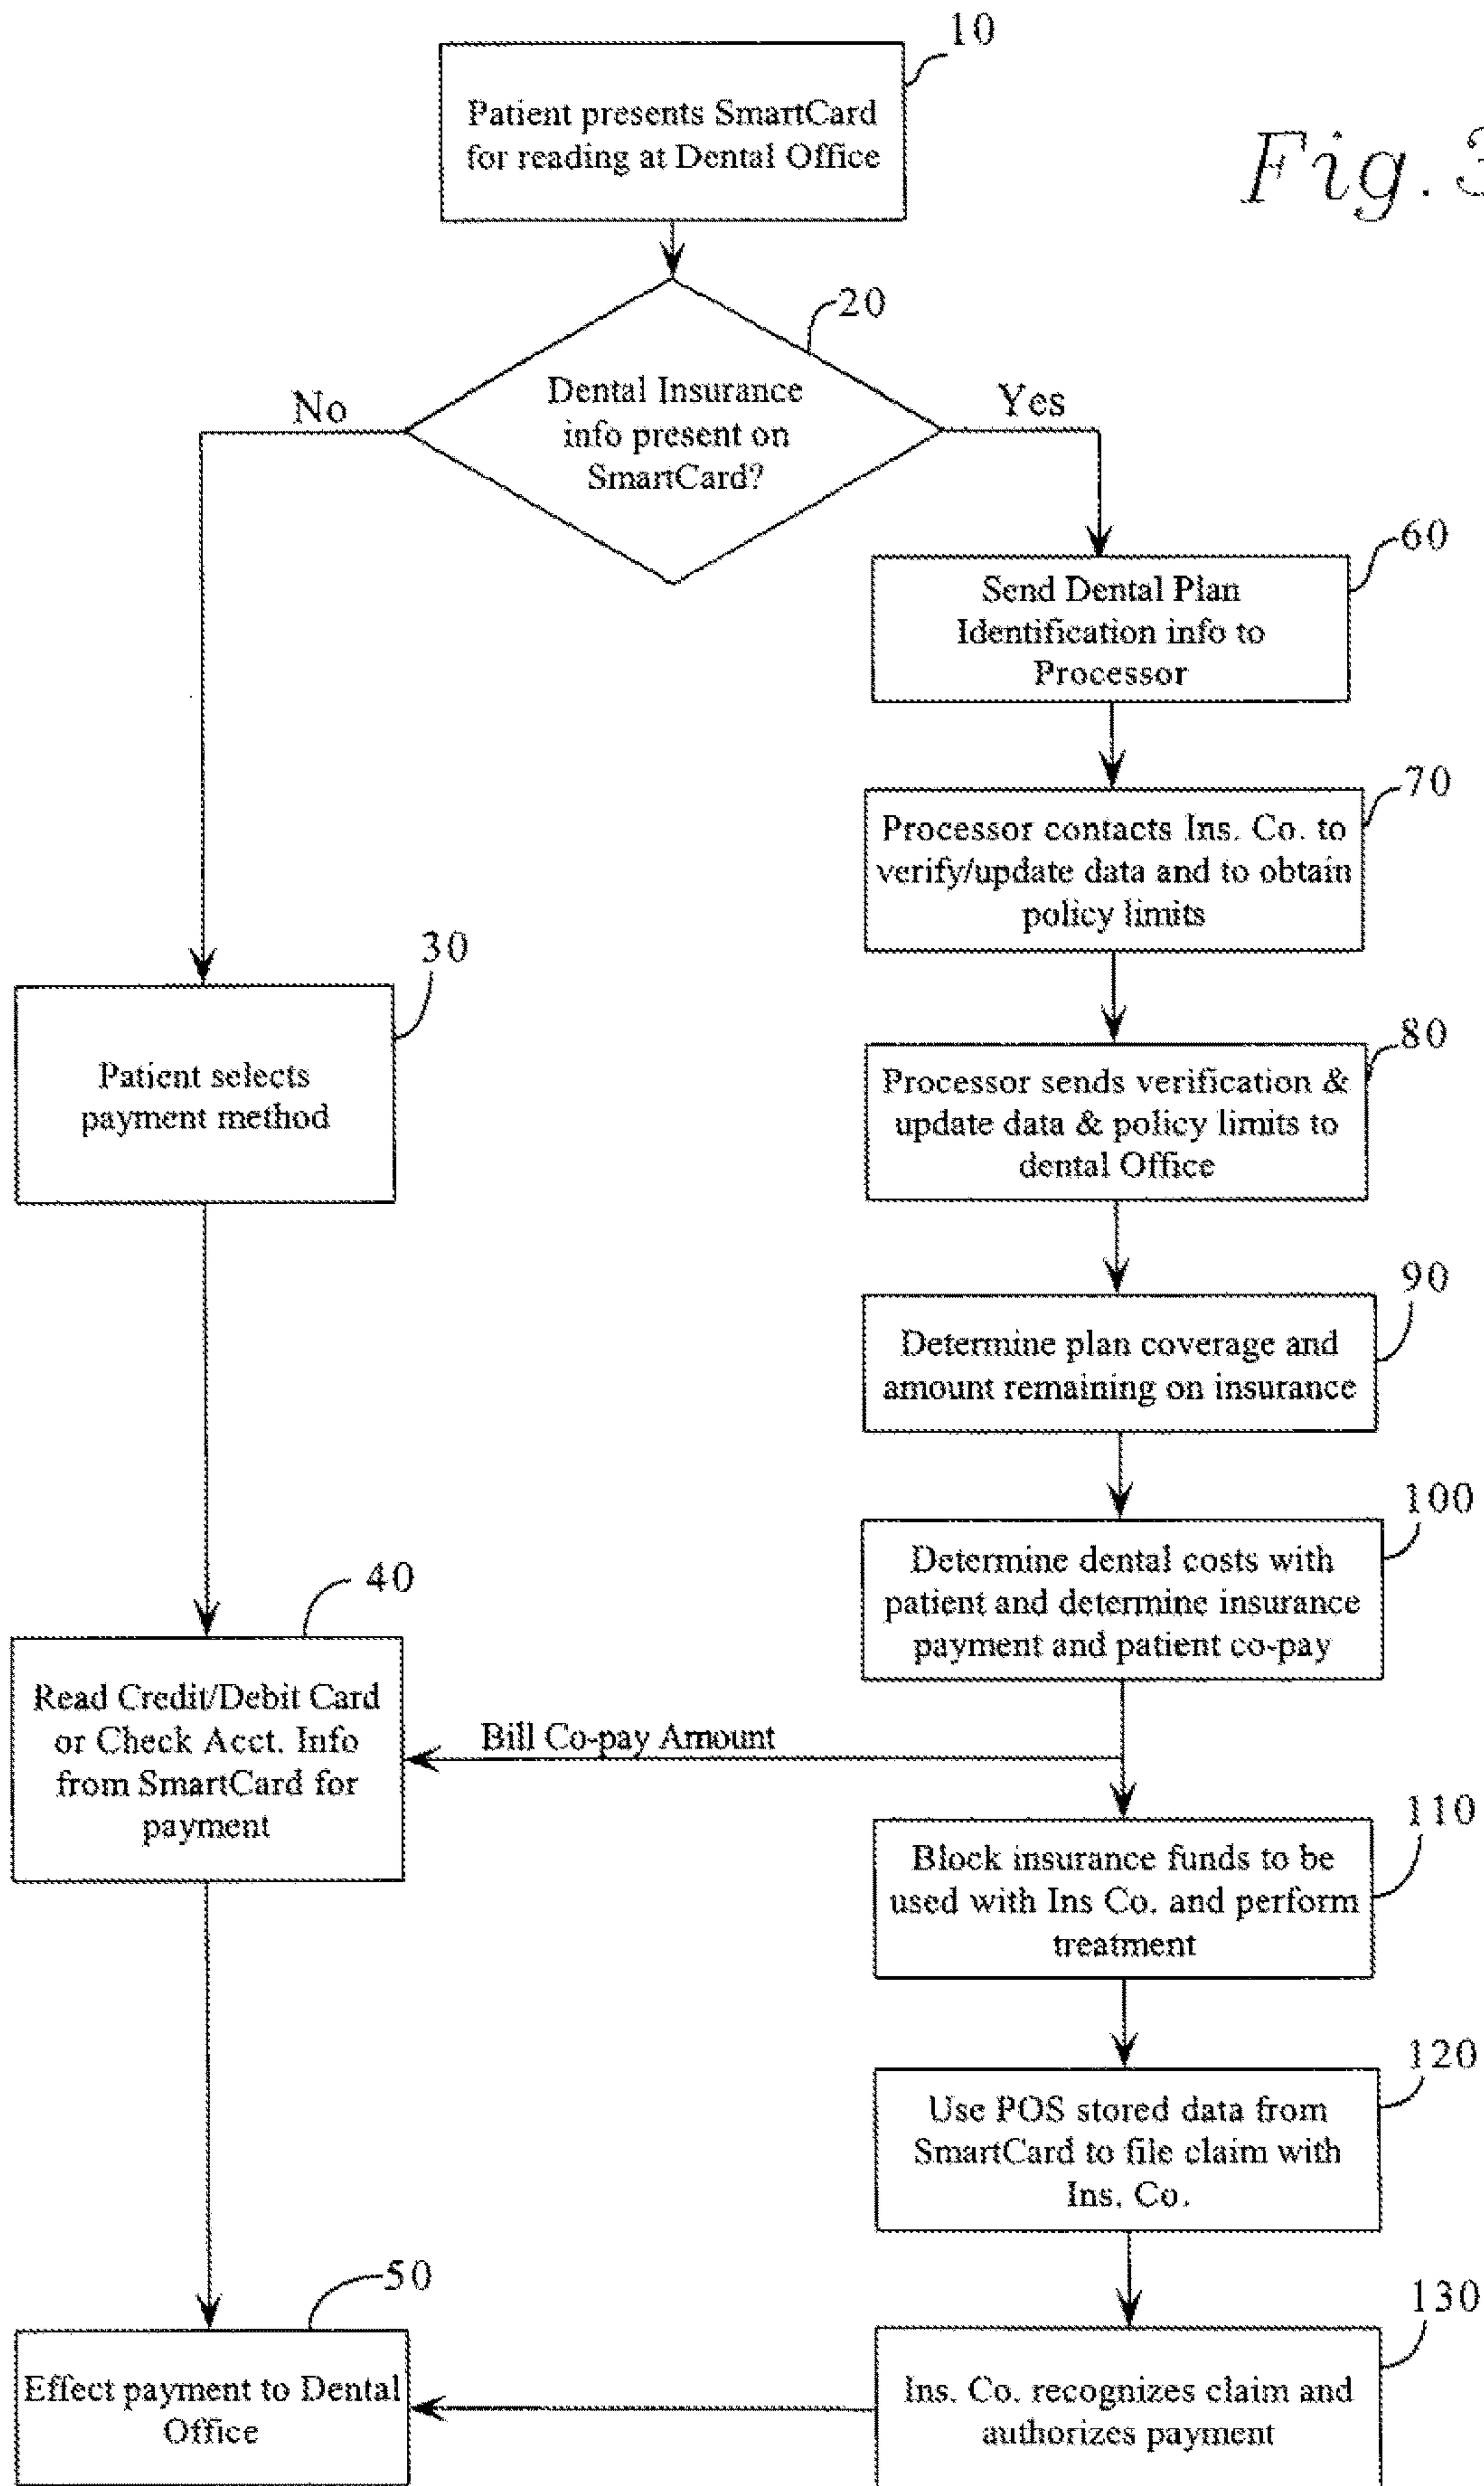 10
Patient presents SmartCard
for reading at Dental Office
Fig. 3
20
Dental Insurance
info present on
SmartCard?
No
Yes
60
Send Dental Plan
Identification info to
Processor
70
Processor contacts Ins. Co. to
verify/update data and to obtain
policy limits
30
Patient selects
payment method
80
Processor sends verification &
update data & policy limits to
dental Office
90
Determine plan coverage and
amount remaining on insurance
100
Determine dental costs with
patient and determine insurance
payment and patient co-pay
40
Read Credit/Debit Card
or Check Acct. Info
from SmartCard for
payment
Bill Co-pay Amount
110
Block insurance funds to be
used with Ins Co. and perform
treatment
120
Use POS stored data from
SmartCard to file claim with
Ins. Co.
50
Effect payment to Dental
Office
130
Ins. Co. recognizes claim and
authorizes payment